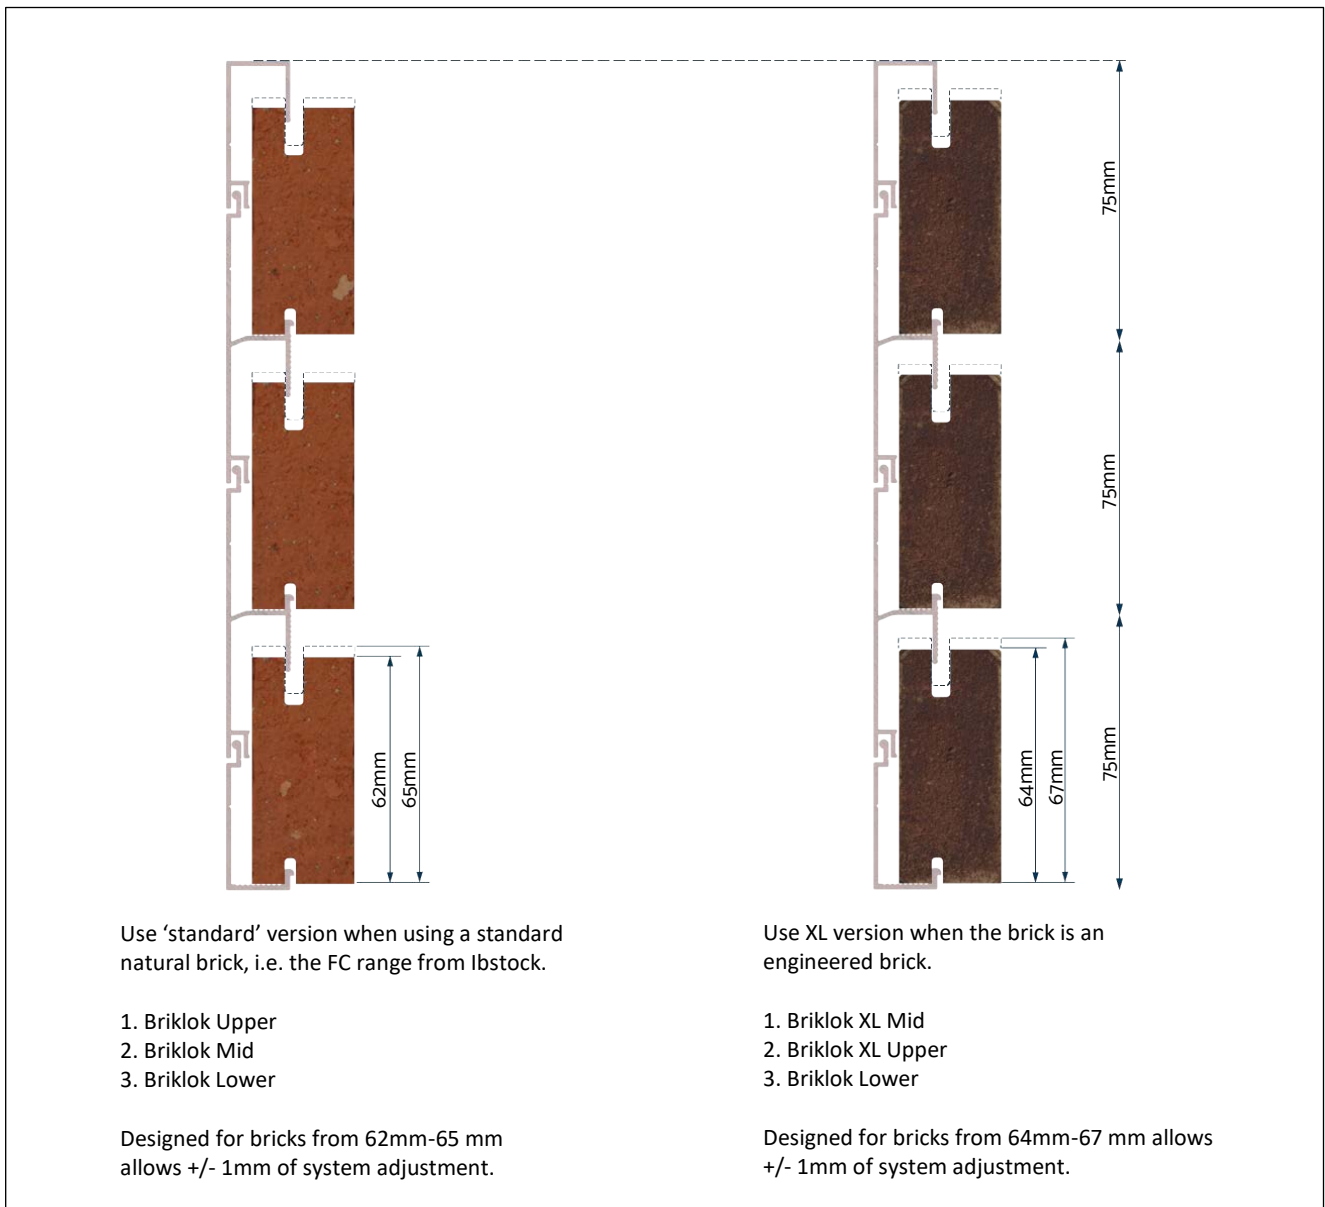 75mm
75mm
62mm
65mm
64mm
67mm
75mm
Use ‘standard’ version when using a standard
natural brick, i.e. the FC range from Ibstock.
1. Briklok Upper
2. Briklok Mid
3. Briklok Lower
Designed for bricks from 62mm-65 mm
allows +/- 1mm of system adjustment.
Use XL version when the brick is an
engineered brick.
1. Briklok XL Mid
2. Briklok XL Upper
3. Briklok Lower
Designed for bricks from 64mm-67 mm allows
+/- 1mm of system adjustment.